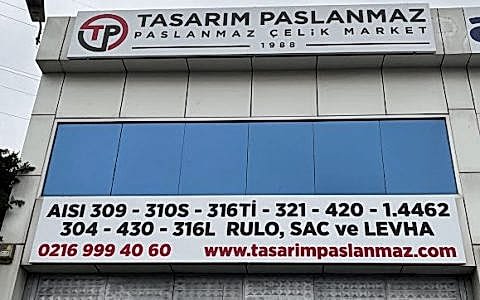 TP TASARIM PASLANMAZ
PASLANMAZ ÇELİK MARKET
1988
AISI 309 - 310S - 316Tİ - 321 - 420 - 1.4462
304 - 430 - 316L RULO, SAC ve LEVHA
0216 999 40 60 www.tasarimpaslanmaz.com